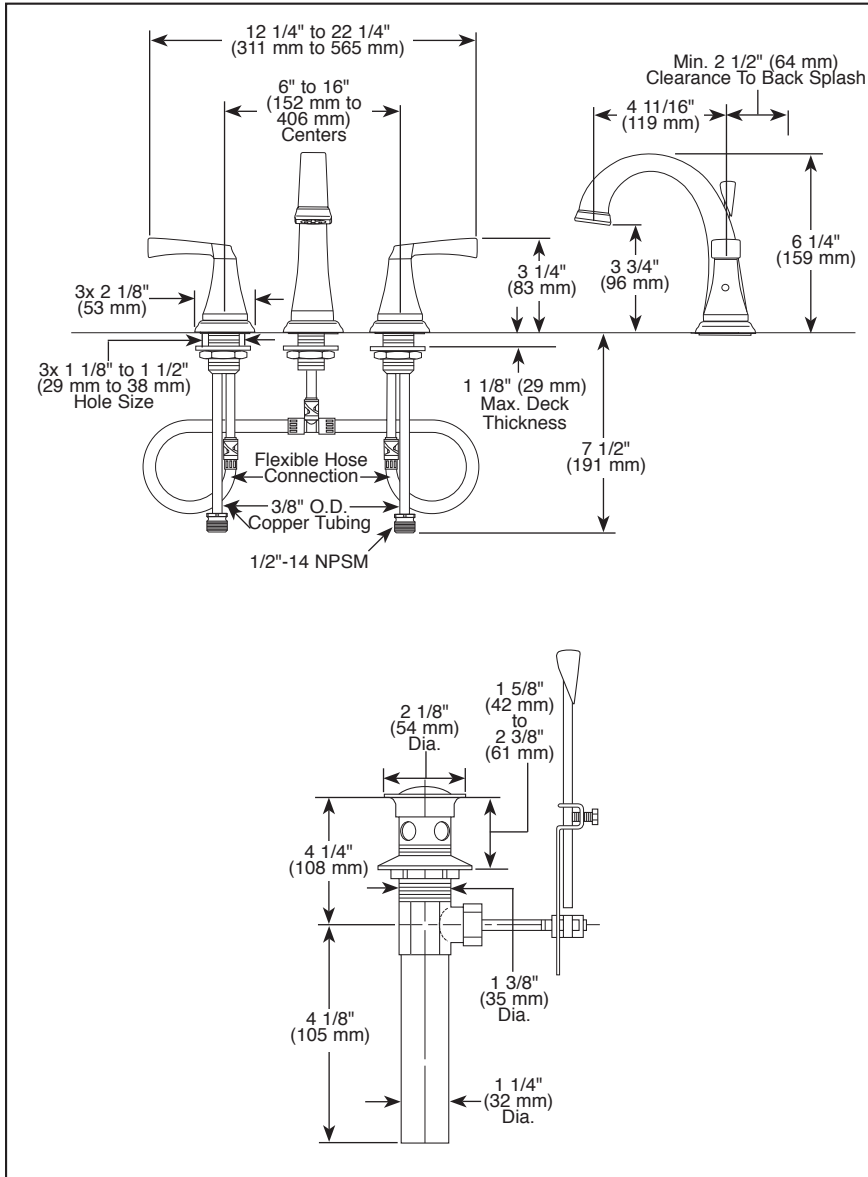 12 1/4" to 22 1/4"
(311 mm to 565 mm)
6" to 16"
(152 mm to
406 mm)
Centers
Min. 2 1/2" (64 mm)
Clearance To Back Splash
4 11/16"
(119 mm)
6 1/4"
(159 mm)
3 1/4"
(83 mm)
3 3/4"
(96 mm)
3x 2 1/8"
(53 mm)
3x 1 1/8" to 1 1/2"
(29 mm to 38 mm)
Hole Size
1 1/8" (29 mm)
Max. Deck
Thickness
7 1/2"
(191 mm)
Flexible Hose
Connection
3/8" O.D.
Copper Tubing
1/2"-14 NPSM
2 1/8"
(54 mm)
Dia.
1 5/8"
(42 mm)
to
2 3/8"
(61 mm)
4 1/4"
(108 mm)
1 3/8"
(35 mm)
Dia.
4 1/8"
(105 mm)
1 1/4"
(32 mm)
Dia.